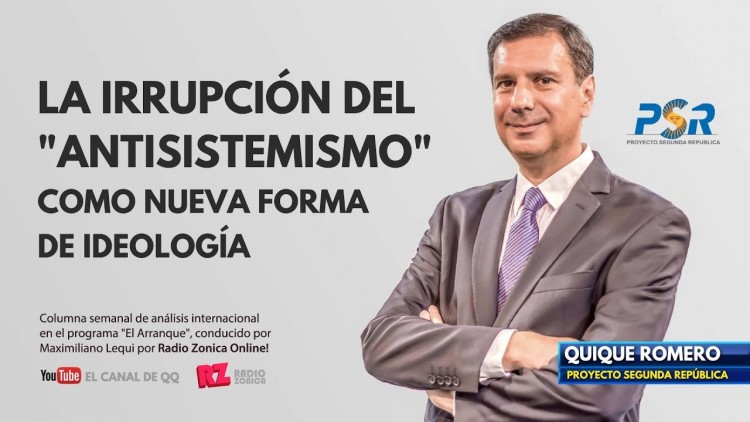 LA IRRUPCIÓN DEL
"ANTISISTEMISMO"
COMO NUEVA FORMA
DE IDEOLOGÍA
PSR
PROYECTO SEGUNDA REPUBLICA
Columna semanal de análisis internacional
en el programa "El Arranque", conducido por
Maximiliano Lequi por Radio Zonica Online!
YouTube EL CANAL DE QQ
RZ RADIO
ZONICA
QUIQUE ROMERO
PROYECTO SEGUNDA REPÚBLICA